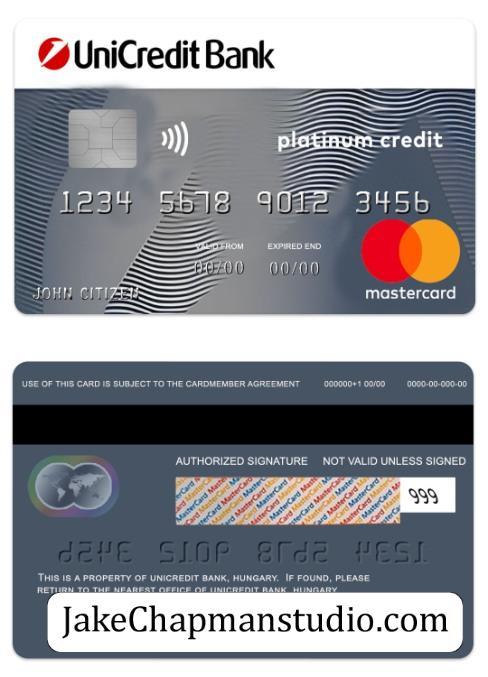 UniCredit Bank
platinum credit
1234 5678 9012 3456
VALID FROM EXPIRED END
00/00 00/00
JOHN CITIZEN
mastercard
USE OF THIS CARD IS SUBJECT TO THE CARDMEMBER AGREEMENT 000000+1 00/00 0000-00-000-00
AUTHORIZED SIGNATURE NOT VALID UNLESS SIGNED
MasterCard MasterCard MasterCard
999
THIS IS A PROPERTY OF UNICREDIT BANK, HUNGARY. IF FOUND, PLEASE
RETURN TO THE NEAREST OFFICE OF UNICREDIT BANK, HUNGARY
JakeChapmanstudio.com